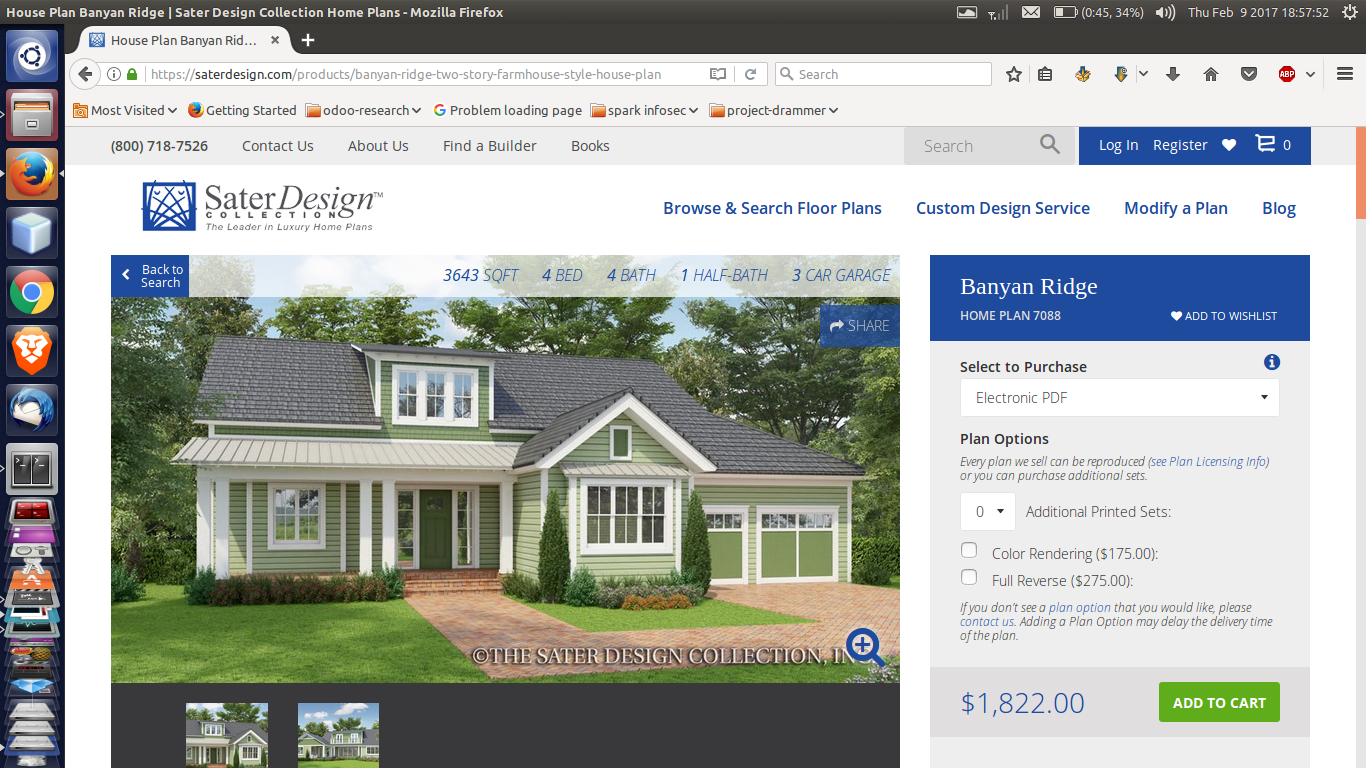 House Plan Banyan Ridge | Sater Design Collection Home Plans - Mozilla Firefox
(0:45, 34%)
Thu Feb 9 2017 18:57:52
House Plan Banyan Rid...
https://saterdesign.com/products/banyan-ridge-two-story-farmhouse-style-house-plan
Search
ABP
Most Visited
Getting Started
odoo-research
Problem loading page
spark infosec
project-drammer
(800) 718-7526
Contact Us
About Us
Find a Builder
Books
Search
Log In
Register
0
Sater Design™
COLLECTION
The Leader in Luxury Home Plans
Browse & Search Floor Plans
Custom Design Service
Modify a Plan
Blog
Back to
Search
3643 SQFT
4 BED
4 BATH
1 HALF-BATH
3 CAR GARAGE
SHARE
©THE SATER DESIGN COLLECTION, IN
Banyan Ridge
HOME PLAN 7088
ADD TO WISHLIST
Select to Purchase
Electronic PDF
Plan Options
Every plan we sell can be reproduced (see Plan Licensing Info)
or you can purchase additional sets.
0
Additional Printed Sets:
Color Rendering ($175.00):
Full Reverse ($275.00):
If you don't see a plan option that you would like, please
contact us. Adding a Plan Option may delay the delivery time
of the plan.
$1,822.00
ADD TO CART